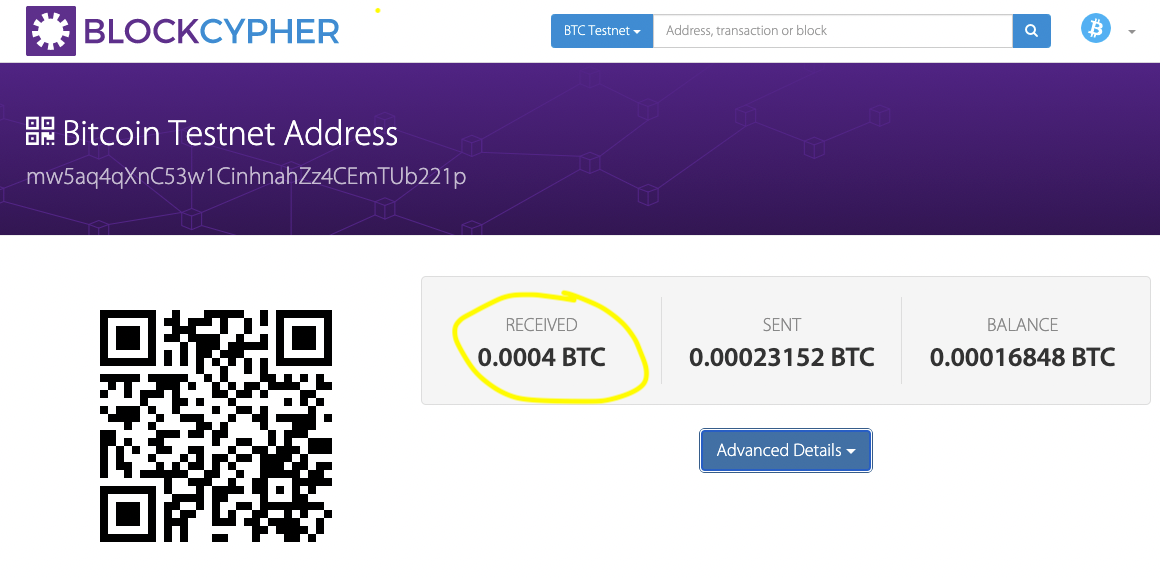 BLOCKCYPHER
BTC Testnet
Address, transaction or block
Bitcoin Testnet Address
mw5aq4qXnC53w1CinhnahZz4CEmTUb221p
RECEIVED
0.0004 BTC
SENT
0.00023152 BTC
BALANCE
0.00016848 BTC
Advanced Details